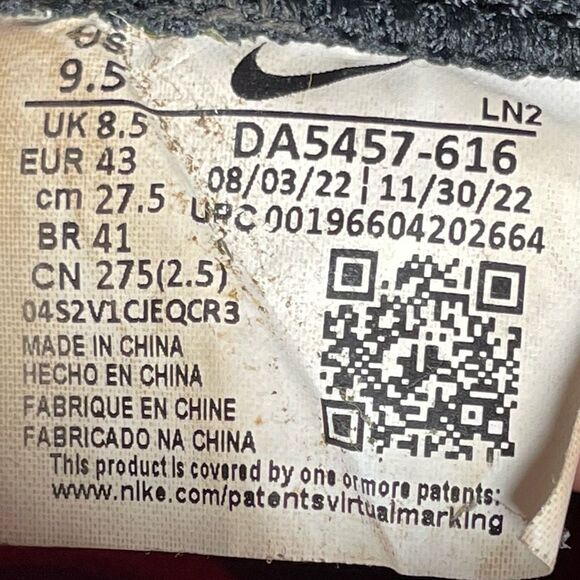 US
9.5
UK 8.5
EUR 43
cm 27.5
BR 41
CN 275(2.5)
04S2V1CJEQCR3
MADE IN CHINA
HECHO EN CHINA
FABRIQUE EN CHINE
FABRICADO NA CHINA
LN2
DA5457-616
08/03/22 | 11/30/22
UPC 00196604202664
This product is covered by one or more patents:
www.nike.com/patentsvirtualmarking